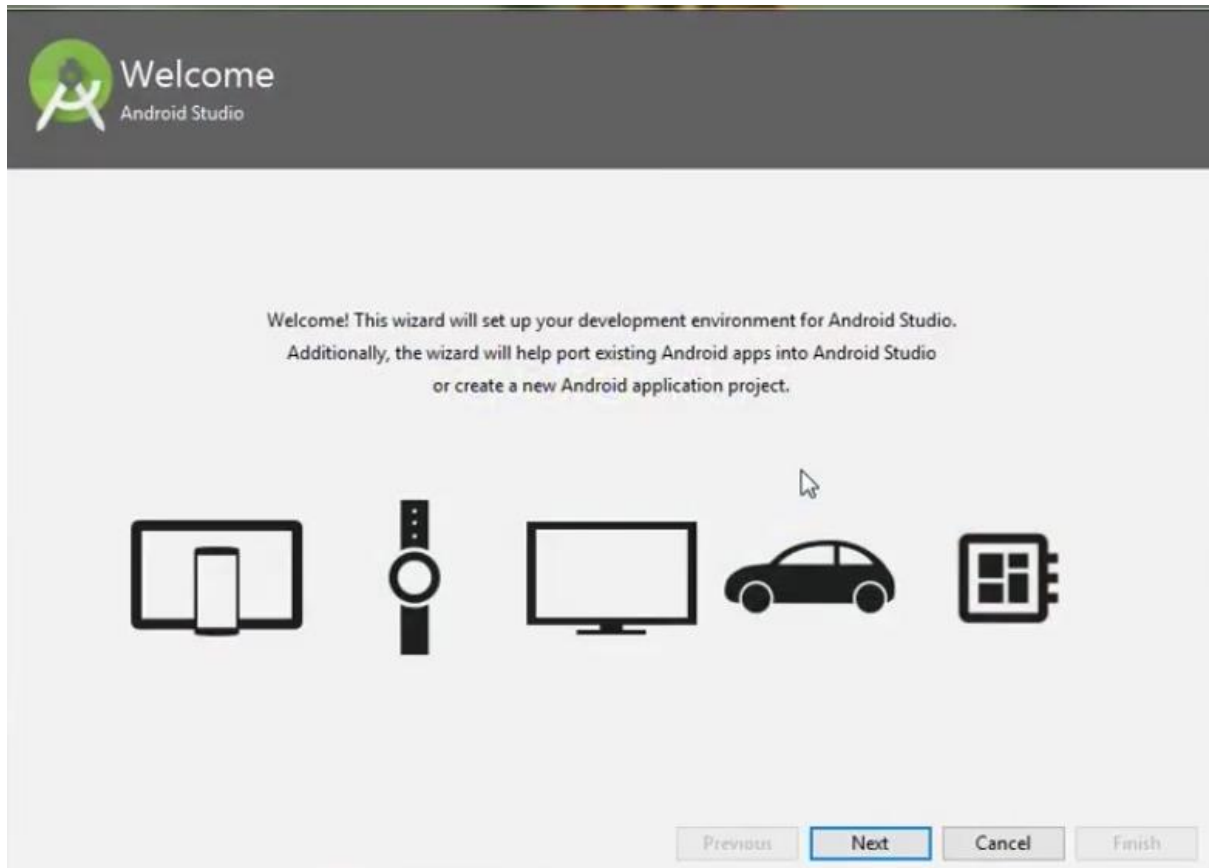 Welcome
Android Studio
Welcome! This wizard will set up your development environment for Android Studio.
Additionally, the wizard will help port existing Android apps into Android Studio
or create a new Android application project.
Previous Next Cancel Finish